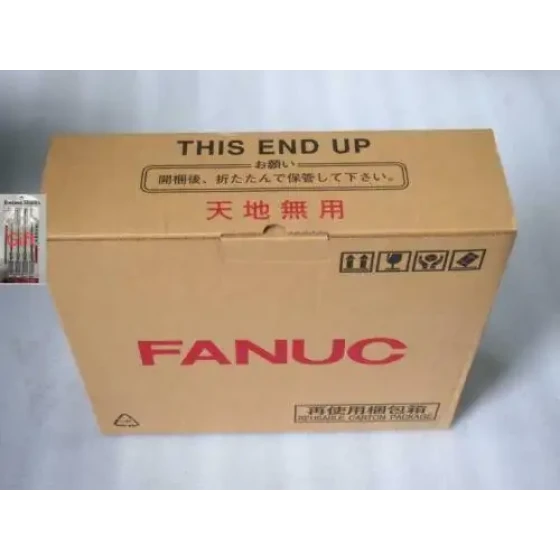 THIS END UP
お願い
開梱後、折たたんで保管して下さい。
天地無用
FANUC
再使用梱包箱
REUSABLE CARTON PACKAGE